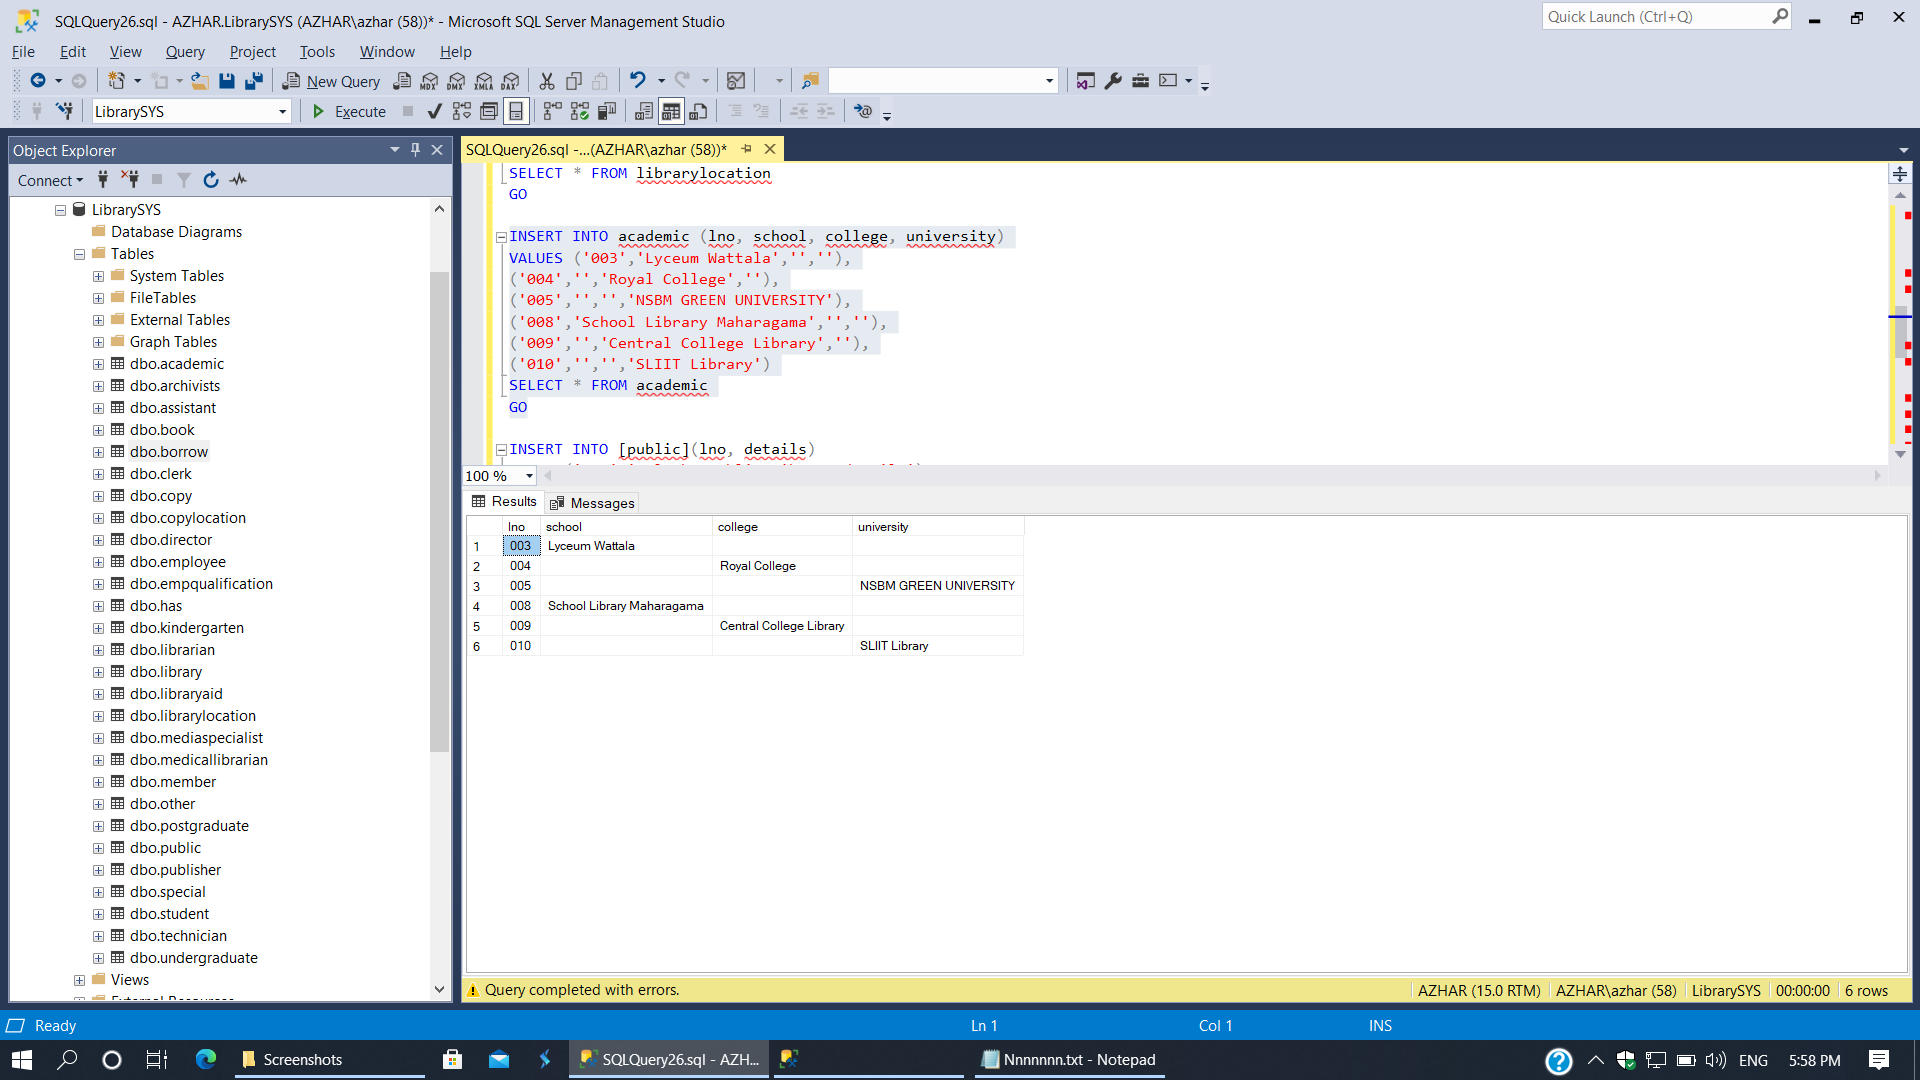 SQLQuery26.sql - AZHAR.LibrarySYS (AZHAR\azhar (58))* - Microsoft SQL Server Management Studio
Quick Launch (Ctrl+Q)
File Edit View Query Project Tools Window Help
New Query MDX DMX XMLA DAX
LibrarySYS Execute
Object Explorer
Connect
LibrarySYS
Database Diagrams
Tables
System Tables
FileTables
External Tables
Graph Tables
dbo.academic
dbo.archivists
dbo.assistant
dbo.book
dbo.borrow
dbo.clerk
dbo.copy
dbo.copylocation
dbo.director
dbo.employee
dbo.empqualification
dbo.has
dbo.kindergarten
dbo.librarian
dbo.library
dbo.libraryaid
dbo.librarylocation
dbo.mediaspecialist
dbo.medicallibrarian
dbo.member
dbo.other
dbo.postgraduate
dbo.public
dbo.publisher
dbo.special
dbo.student
dbo.technician
dbo.undergraduate
Views
External Resources
SQLQuery26.sql -...(AZHAR\azhar (58))*
SELECT * FROM librarylocation
GO
INSERT INTO academic (lno, school, college, university)
VALUES ('003','Lyceum Wattala','',''),
('004','','Royal College',''),
('005','','','NSBM GREEN UNIVERSITY'),
('008','School Library Maharagama','',''),
('009','','Central College Library',''),
('010','','','SLIIT Library')
SELECT * FROM academic
GO
INSERT INTO [public](lno, details)
100 %
Results Messages
lno school college university
1 003 Lyceum Wattala
2 004 Royal College
3 005 NSBM GREEN UNIVERSITY
4 008 School Library Maharagama
5 009 Central College Library
6 010 SLIIT Library
Query completed with errors. AZHAR (15.0 RTM) AZHAR\azhar (58) LibrarySYS 00:00:00 6 rows
Ready Ln 1 Col 1 INS
Screenshots SQLQuery26.sql - AZH... Nnnnnnn.txt - Notepad ENG 5:58 PM